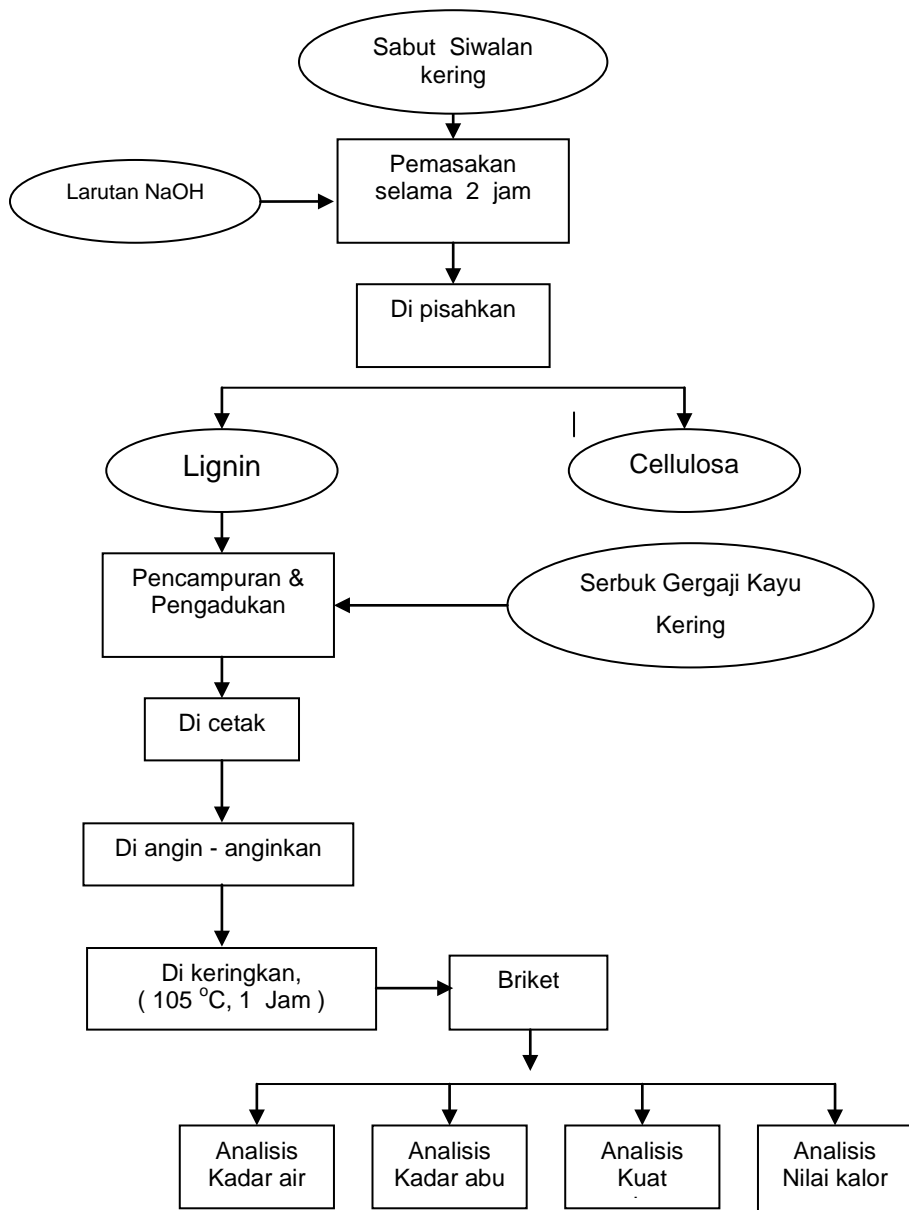 Sabut Siwalan
kering
Pemasakan
selama 2 jam
Larutan NaOH
Di pisahkan
Lignin
Cellulosa
Pencampuran &
Pengadukan
Serbuk Gergaji Kayu
Kering
Di cetak
Di angin - anginkan
Di keringkan,
( 105 °C, 1 Jam )
Briket
Analisis
Kadar air
Analisis
Kadar abu
Analisis
Kuat
Analisis
Nilai kalor